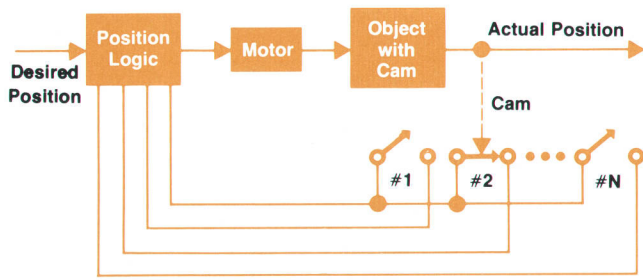 Desired
Position
Position
Logic
Motor
Object
with
Cam
Actual Position
Cam
#1
#2
#N